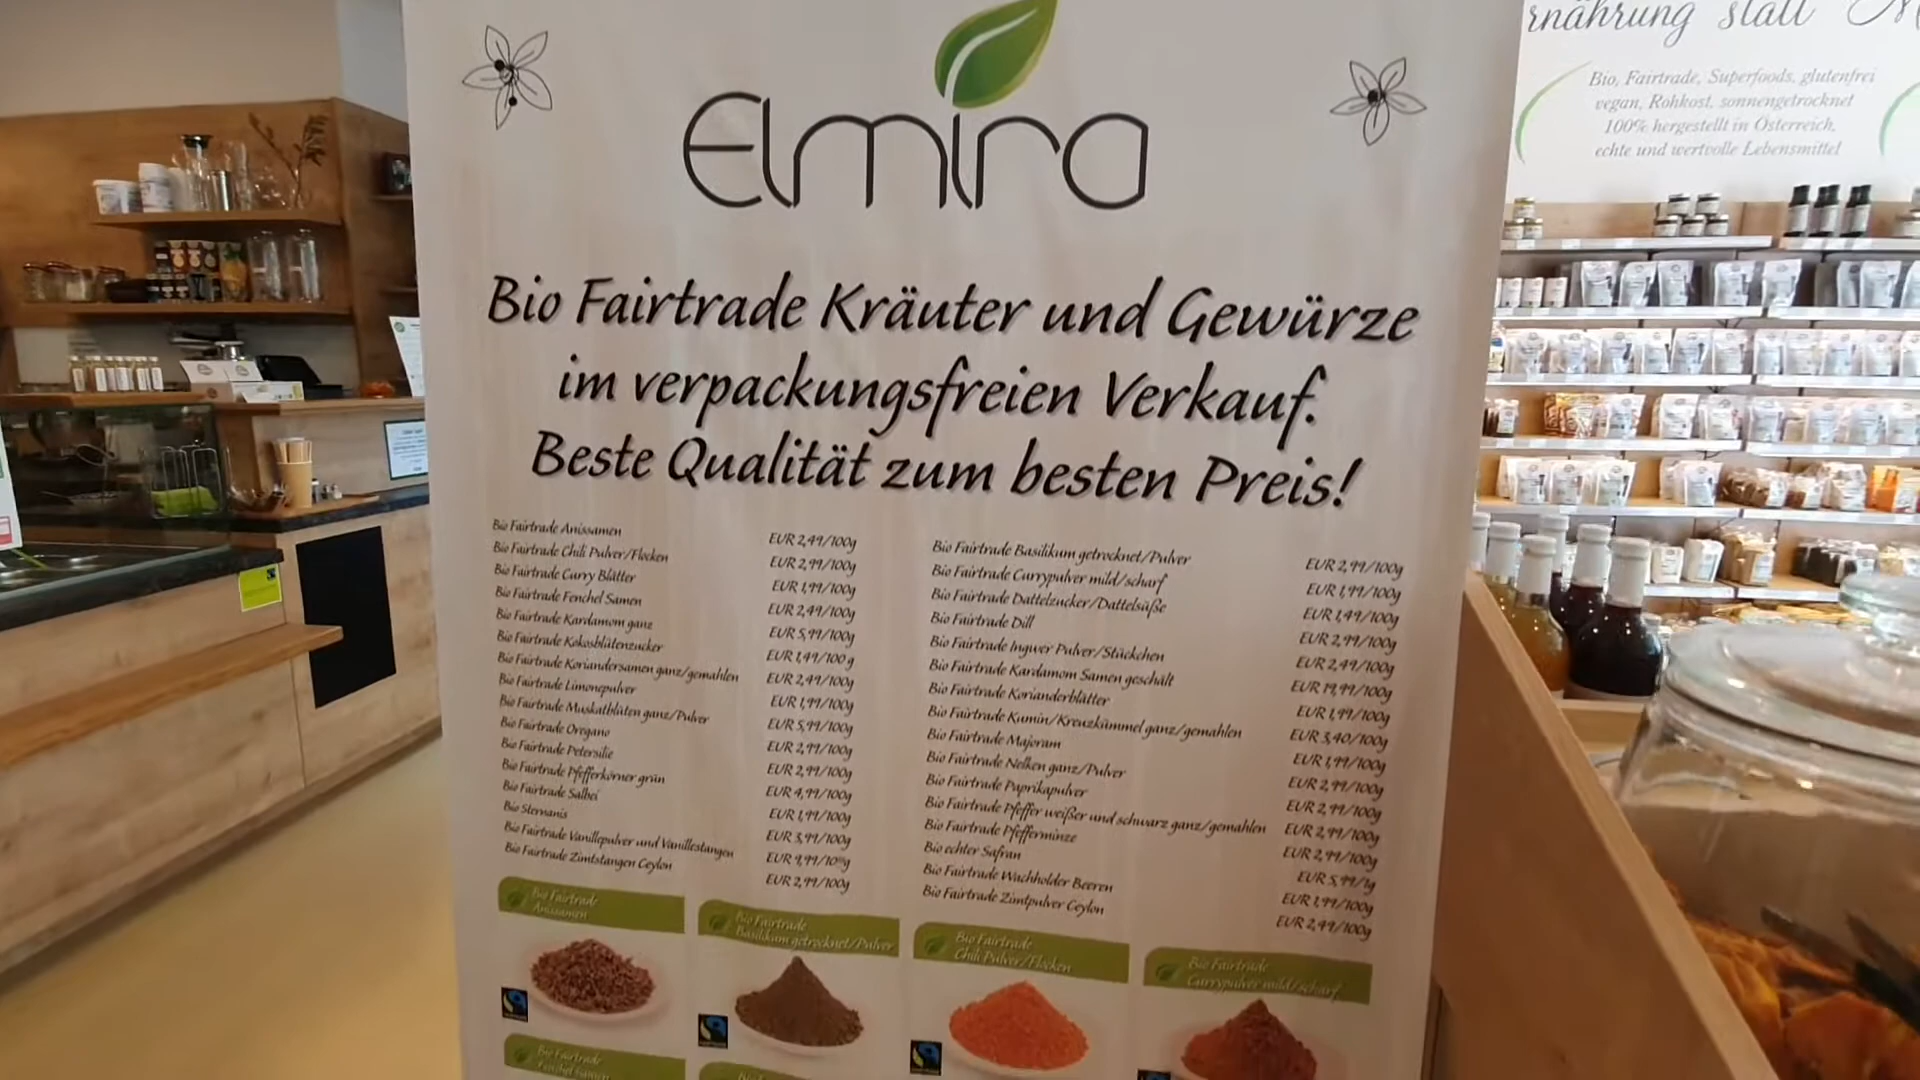 Elmira
Bio Fairtrade Kräuter und Gewürze
im verpackungsfreien Verkauf.
Beste Qualität zum besten Preis!
Bio Fairtrade Anissamen EUR 2,49/100g
Bio Fairtrade Chili Pulver/Flocken EUR 2,99/100g
Bio Fairtrade Curry Blätter EUR 1,99/100g
Bio Fairtrade Fenchel Samen EUR 2,49/100g
Bio Fairtrade Kardamom ganz EUR 5,99/100g
Bio Fairtrade Kokosblütenzucker EUR 1,49/100 g
Bio Fairtrade Koriandersamen ganz/gemahlen EUR 2,49/100g
Bio Fairtrade Limonepulver EUR 1,99/100g
Bio Fairtrade Muskatblüten ganz/Pulver EUR 5,99/100g
Bio Fairtrade Oregano EUR 2,99/100g
Bio Fairtrade Petersilie EUR 2,99/100g
Bio Fairtrade Pfefferkörner grün EUR 4,99/100g
Bio Fairtrade Salbei EUR 1,99/100g
Bio Sternanis EUR 3,99/100g
Bio Fairtrade Vanillepulver und Vanillestangen
Bio Fairtrade Zimtstangen Ceylon EUR 2,99/100g
Bio Fairtrade Basilikum getrocknet/Pulver EUR 2,99/100g
Bio Fairtrade Currypulver mild/scharf EUR 1,99/100g
Bio Fairtrade Dattelzucker/Dattelsüße EUR 1,49/100g
Bio Fairtrade Dill EUR 2,99/100g
Bio Fairtrade Ingwer Pulver/Stückchen EUR 2,49/100g
Bio Fairtrade Kardamom Samen geschält EUR 19,99/100g
Bio Fairtrade Korianderblätter EUR 1,99/100g
Bio Fairtrade Kumin/Kreuzkümmel ganz/gemahlen EUR 3,40/100g
Bio Fairtrade Majoram EUR 1,99/100g
Bio Fairtrade Nelken ganz/Pulver EUR 2,99/100g
Bio Fairtrade Paprikapulver EUR 2,99/100g
Bio Fairtrade Pfeffer weißer und schwarz ganz/gemahlen EUR 2,99/100g
Bio Fairtrade Pfefferminze EUR 2,99/100g
Bio echter Safran EUR 5,99/1g
Bio Fairtrade Wachholder Beeren EUR 1,99/100g
Bio Fairtrade Zimtpulver Ceylon EUR 2,49/100g
Bio Fairtrade
Anissamen
Bio Fairtrade
Basilikum getrocknet/Pulver
Bio Fairtrade
Chili Pulver/Flocken
Bio Fairtrade
Currypulver mild/scharf
Bio Fairtrade
Fenchel Samen
statt
Bio, Fairtrade, Superfoods, glutenfrei
vegan, Rohkost, sonnengetrocknet
100% hergestellt in Österreich,
echte und wertvolle Lebensmittel